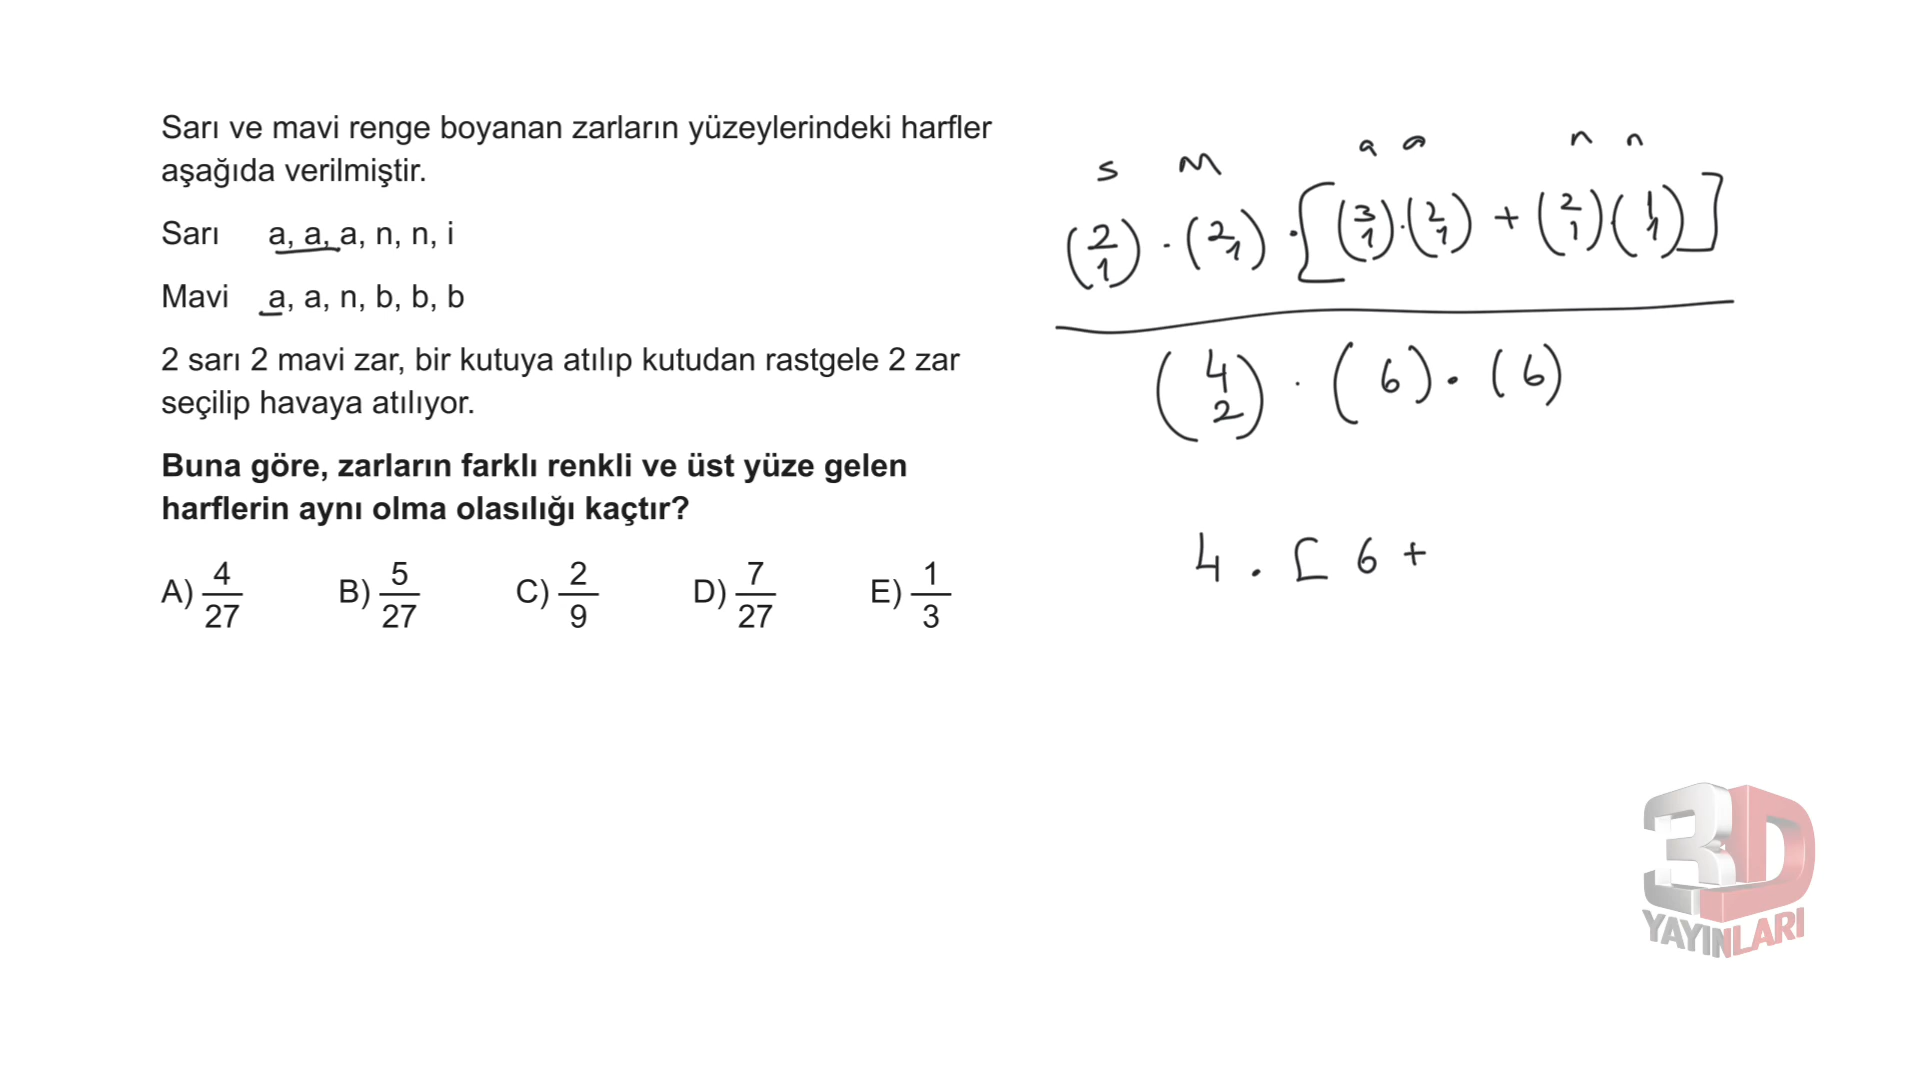 Sarı ve mavi renge boyanan zarların yüzeylerindeki harfler
aşağıda verilmiştir.
Sarı a, a, a, n, n, i
Mavi a, a, n, b, b, b
2 sarı 2 mavi zar, bir kutuya atılıp kutudan rastgele 2 zar
seçilip havaya atılıyor.
Buna göre, zarların farklı renkli ve üst yüze gelen
harflerin aynı olma olasılığı kaçtır?
A) 4/27 B) 5/27 C) 2/9 D) 7/27 E) 1/3
S M a a n n
(2 1) · (2 1) · [(3 1)·(2 1) + (2 1)(1 1)]
(4 2) · (6) · (6)
4 · [ 6 +
3D
YAYINLARI